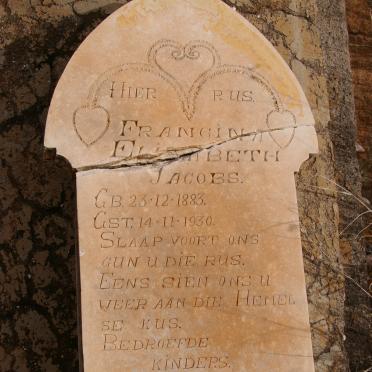 HIER RUS.
FRANCINA
ELIZABETH
JACOBS.
GB. 23-12-1883.
GST. 14-11-1930.
SLAAP VOORT ONS
GUN U DIE RUS.
EENS SIEN ONS U
WEER AAN DIE HEMEL
SE KUS.
BEDROEFDE
KINDERS.